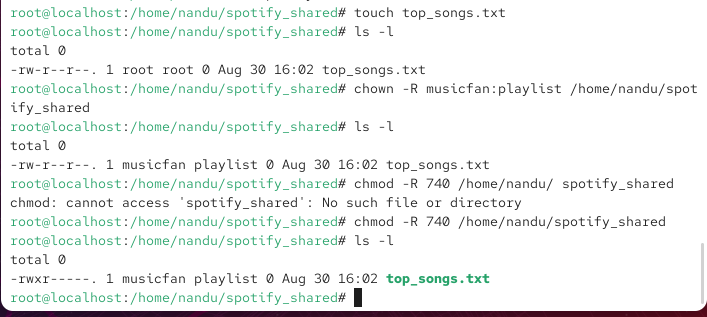 root@localhost:/home/nandu/spotify_shared# touch top_songs.txt
root@localhost:/home/nandu/spotify_shared# ls -l
total 0
-rw-r--r--. 1 root root 0 Aug 30 16:02 top_songs.txt
root@localhost:/home/nandu/spotify_shared# chown -R musicfan:playlist /home/nandu/spot
ify_shared
root@localhost:/home/nandu/spotify_shared# ls -l
total 0
-rw-r--r--. 1 musicfan playlist 0 Aug 30 16:02 top_songs.txt
root@localhost:/home/nandu/spotify_shared# chmod -R 740 /home/nandu/ spotify_shared
chmod: cannot access 'spotify_shared': No such file or directory
root@localhost:/home/nandu/spotify_shared# chmod -R 740 /home/nandu/spotify_shared
root@localhost:/home/nandu/spotify_shared# ls -l
total 0
-rwxr-----. 1 musicfan playlist 0 Aug 30 16:02 top_songs.txt
root@localhost:/home/nandu/spotify_shared#